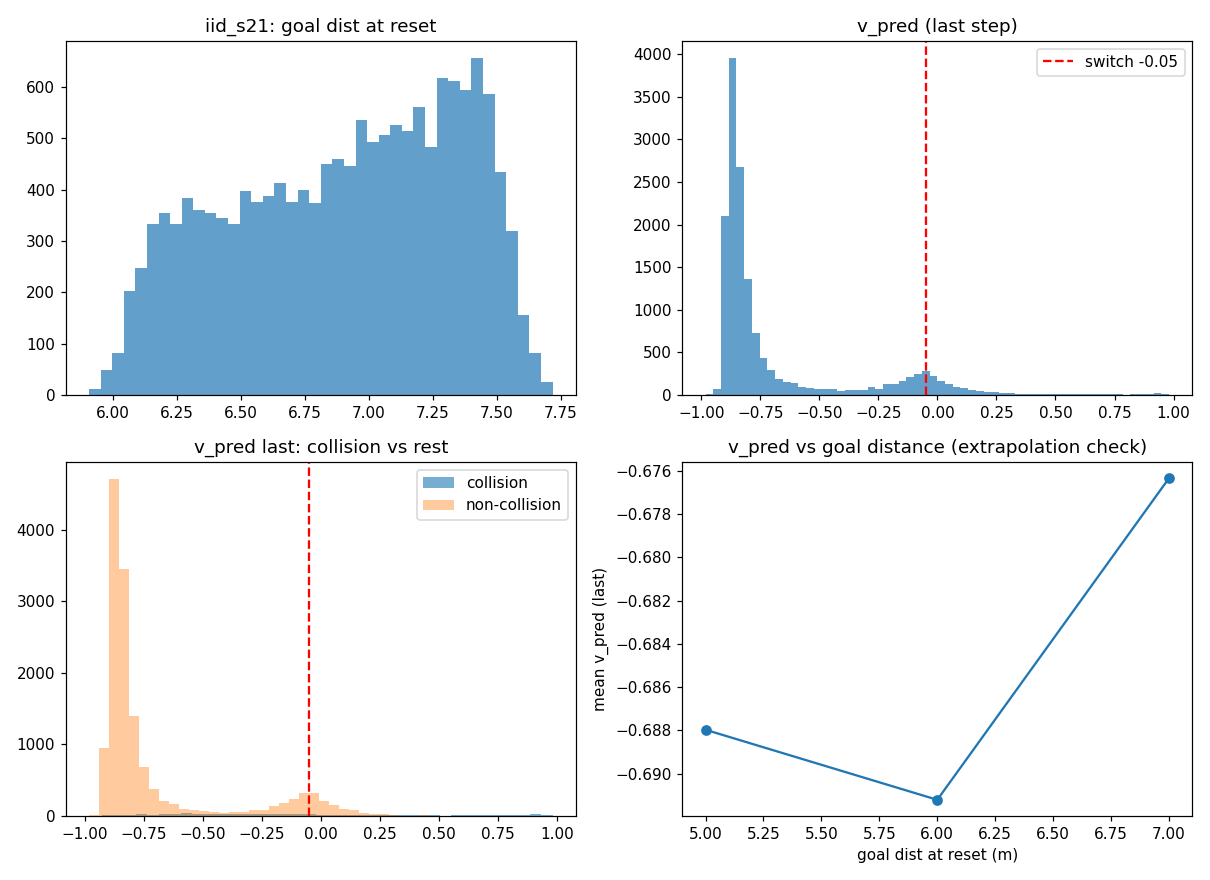 iid_s21: goal dist at reset
600
500
400
300
200
100
0
6.00 6.25 6.50 6.75 7.00 7.25 7.50 7.75
v_pred (last step)
switch -0.05
4000
3500
3000
2500
2000
1500
1000
500
0
−1.00 −0.75 −0.50 −0.25 0.00 0.25 0.50 0.75 1.00
v_pred last: collision vs rest
collision
non-collision
4000
3000
2000
1000
0
−1.00 −0.75 −0.50 −0.25 0.00 0.25 0.50 0.75 1.00
v_pred vs goal distance (extrapolation check)
mean v_pred (last)
−0.676
−0.678
−0.680
−0.682
−0.684
−0.686
−0.688
−0.690
5.00 5.25 5.50 5.75 6.00 6.25 6.50 6.75 7.00
goal dist at reset (m)